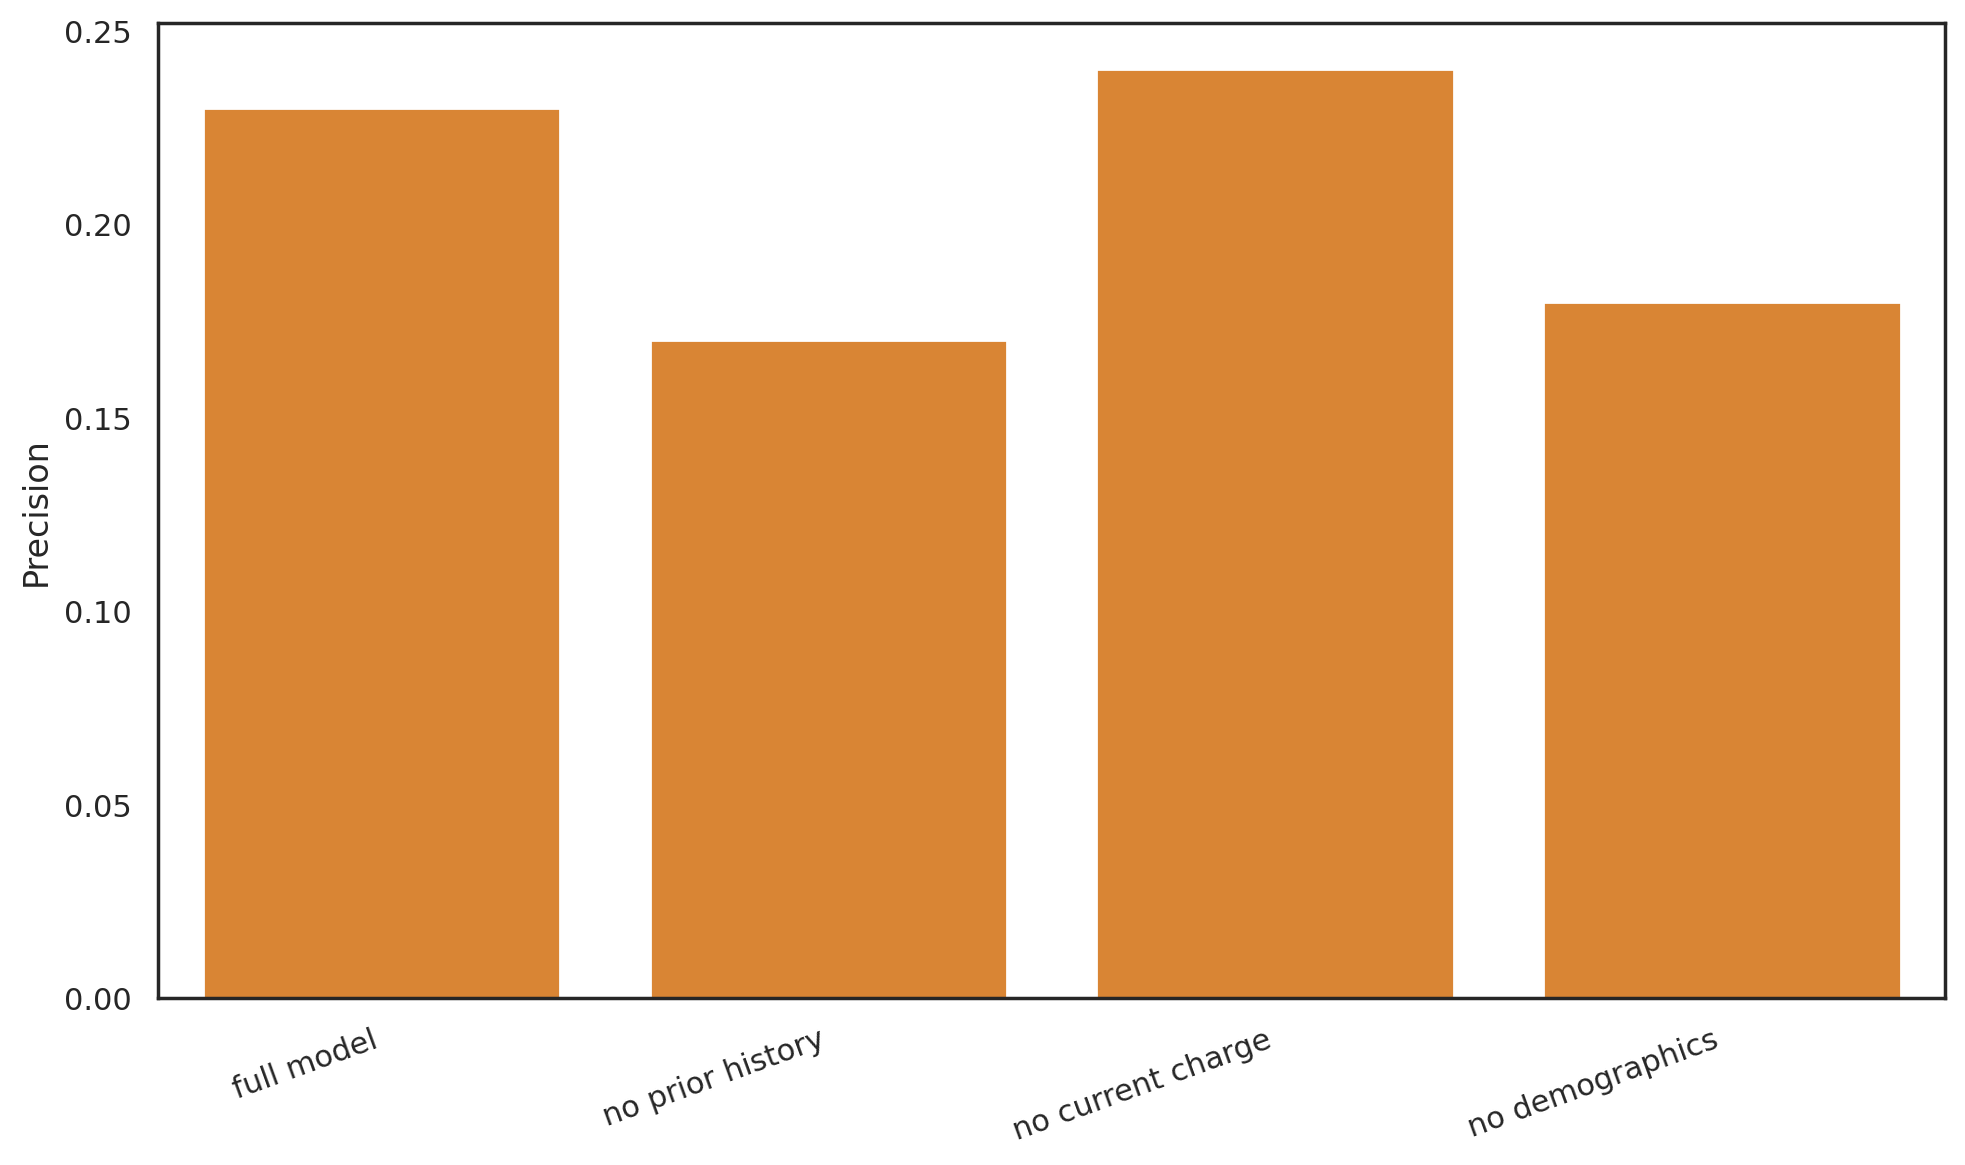 0.25
0.20
0.15
0.10
0.05
0.00
Precision
full model
no prior history
no current charge
no demographics